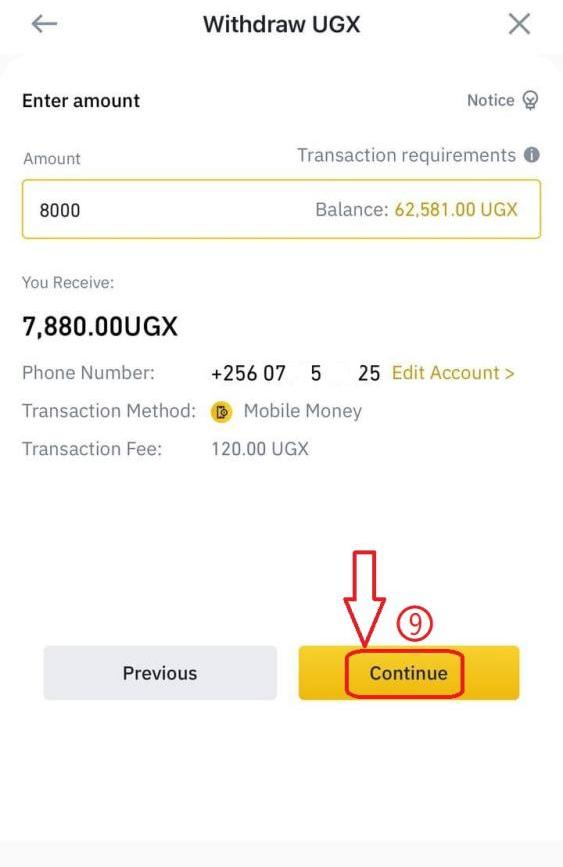 Withdraw UGX
Enter amount
Notice
Amount
Transaction requirements
8000
Balance: 62,581.00 UGX
You Receive:
7,880.00UGX
Phone Number: +256 07 5 25 Edit Account >
Transaction Method: Mobile Money
Transaction Fee: 120.00 UGX
⑨
Previous
Continue